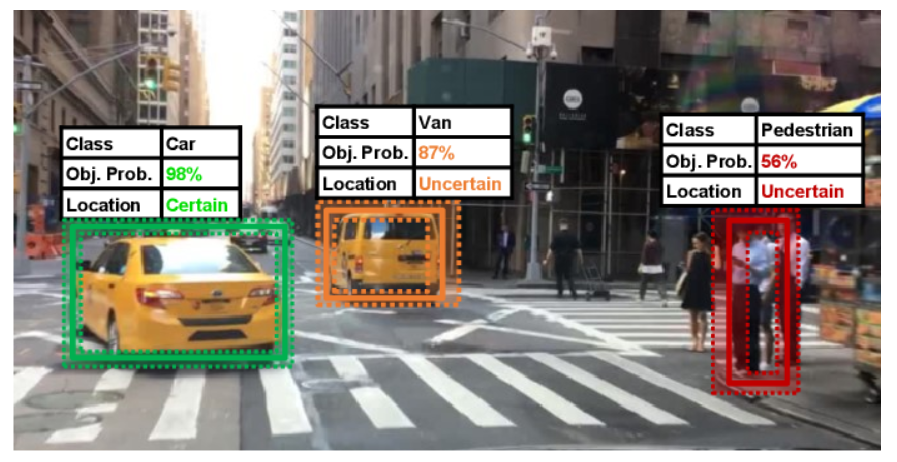 Class Car
Obj. Prob. 98%
Location Certain
Class Van
Obj. Prob. 87%
Location Uncertain
Class Pedestrian
Obj. Prob. 56%
Location Uncertain